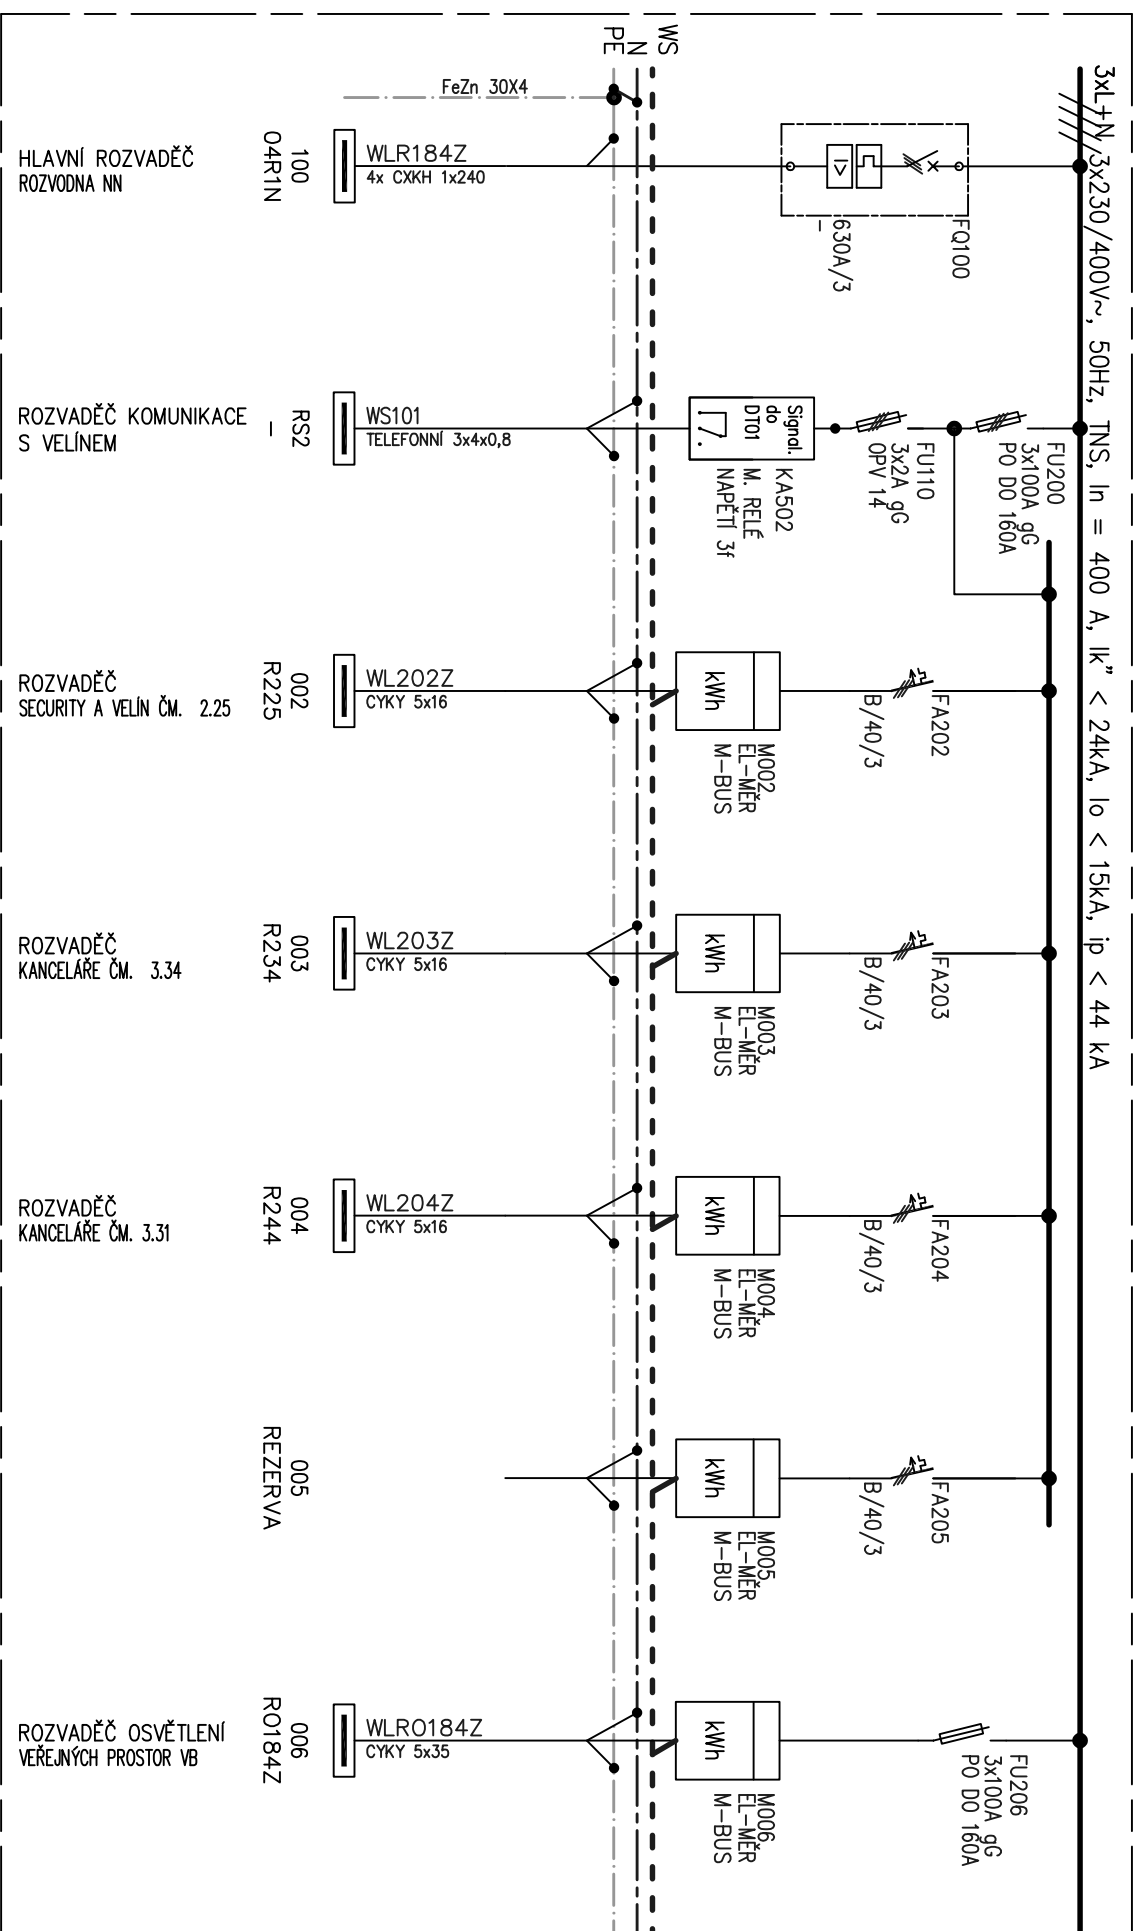 3xL+N/3x230/400V~, 50Hz, TNS, In = 400 A, Ik" < 24kA, Io < 15kA, ip < 44 kA
WS
N
PE
FeZn 30X4
FQ100
630A/3
–
I>
WLR184Z
4x CXKH 1x240
100
04R1N
HLAVNÍ ROZVADĚČ
ROZVODNA NN
FU200
3x100A gG
PO DO 160A
FU110
3x2A gG
OPV 14
KA502
M. RELÉ
NAPĚTÍ 3f
Signal.
do
DT01
WS101
TELEFONNÍ 3x4x0,8
RS2
–
ROZVADĚČ KOMUNIKACE
S VELÍNEM
FA202
B/40/3
kWh
M002
EL-MĚR
M-BUS
WL202Z
CYKY 5x16
002
R225
ROZVADĚČ
SECURITY A VELÍN ČM. 2.25
FA203
B/40/3
kWh
M003
EL-MĚR
M-BUS
WL203Z
CYKY 5x16
003
R234
ROZVADĚČ
KANCELÁŘE ČM. 3.34
FA204
B/40/3
kWh
M004
EL-MĚR
M-BUS
WL204Z
CYKY 5x16
004
R244
ROZVADĚČ
KANCELÁŘE ČM. 3.31
FA205
B/40/3
kWh
M005
EL-MĚR
M-BUS
005
REZERVA
FU206
3x100A gG
PO DO 160A
kWh
M006
EL-MĚR
M-BUS
WLRO184Z
CYKY 5x35
006
RO184Z
ROZVADĚČ OSVĚTLENÍ
VEŘEJNÝCH PROSTOR VB